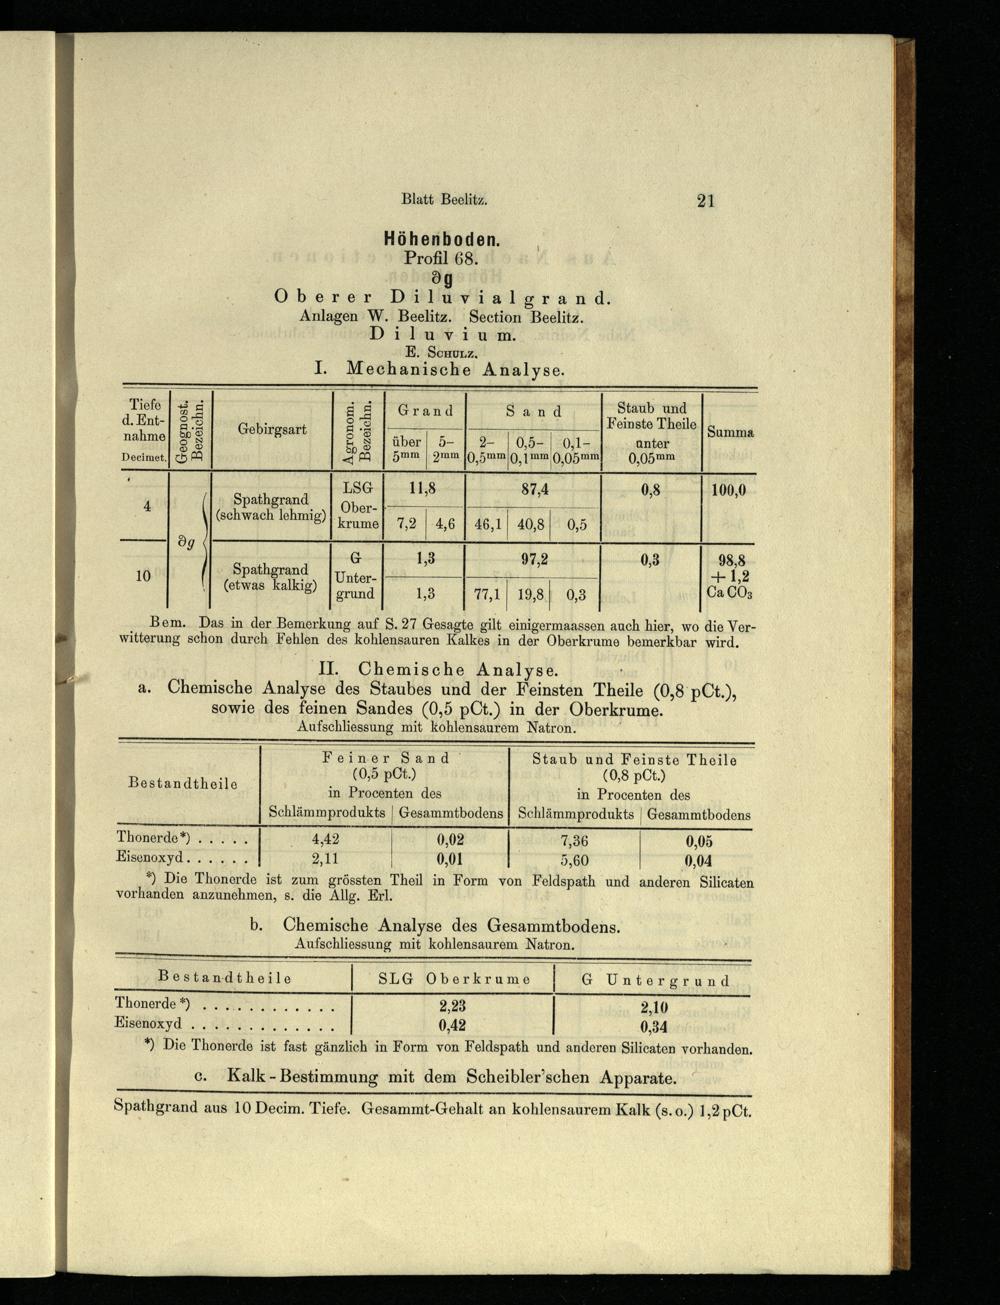 Blatt Beelitz. 21
Höhenboden.
Profil 68.
∂g
Oberer Diluvialgrand.
Anlagen W. Beelitz. Section Beelitz.
Diluvium.
E. Schulz.
I. Mechanische Analyse.
Tiefe d. Ent- nahme Decimet. | Geognost. Bezeichn. | Gebirgsart | Agronom. Bezeichn. | Grand | Sand | Staub und Feinste Theile unter 0,05mm | Summa
über 5mm | 5– 2mm | 2– 0,5mm | 0,5– 0,1mm | 0,1– 0,05mm
4 | ∂g | Spathgrand (schwach lehmig) | LSG Ober- krume | 11,8 | 87,4 | 0,8 | 100,0
7,2 | 4,6 | 46,1 | 40,8 | 0,5
10 | Spathgrand (etwas kalkig) | G Unter- grund | 1,3 | 97,2 | 0,3 | 98,8 + 1,2 CaCO3
1,3 | 77,1 | 19,8 | 0,3
Bem. Das in der Bemerkung auf S. 27 Gesagte gilt einigermaassen auch hier, wo die Ver-
witterung schon durch Fehlen des kohlensauren Kalkes in der Oberkrume bemerkbar wird.
II. Chemische Analyse.
a. Chemische Analyse des Staubes und der Feinsten Theile (0,8 pCt.),
sowie des feinen Sandes (0,5 pCt.) in der Oberkrume.
Aufschliessung mit kohlensaurem Natron.
Bestandtheile | Feiner Sand | Staub und Feinste Theile
(0,5 pCt.) | (0,8 pCt.)
in Procenten des | in Procenten des
Schlämmprodukts | Gesammtbodens | Schlämmprodukts | Gesammtbodens
Thonerde*) . . . . . | 4,42 | 0,02 | 7,36 | 0,05
Eisenoxyd . . . . . . | 2,11 | 0,01 | 5,60 | 0,04
*) Die Thonerde ist zum grössten Theil in Form von Feldspath und anderen Silicaten
vorhanden anzunehmen, s. die Allg. Erl.
b. Chemische Analyse des Gesammtbodens.
Aufschliessung mit kohlensaurem Natron.
Bestandtheile | SLG Oberkrume | G Untergrund
Thonerde*) . . . . . . . . . . . . | 2,23 | 2,10
Eisenoxyd . . . . . . . . . . . . . | 0,42 | 0,34
*) Die Thonerde ist fast gänzlich in Form von Feldspath und anderen Silicaten vorhanden.
c. Kalk-Bestimmung mit dem Scheibler'schen Apparate.
Spathgrand aus 10 Decim. Tiefe. Gesammt-Gehalt an kohlensaurem Kalk (s. o.) 1,2 pCt.